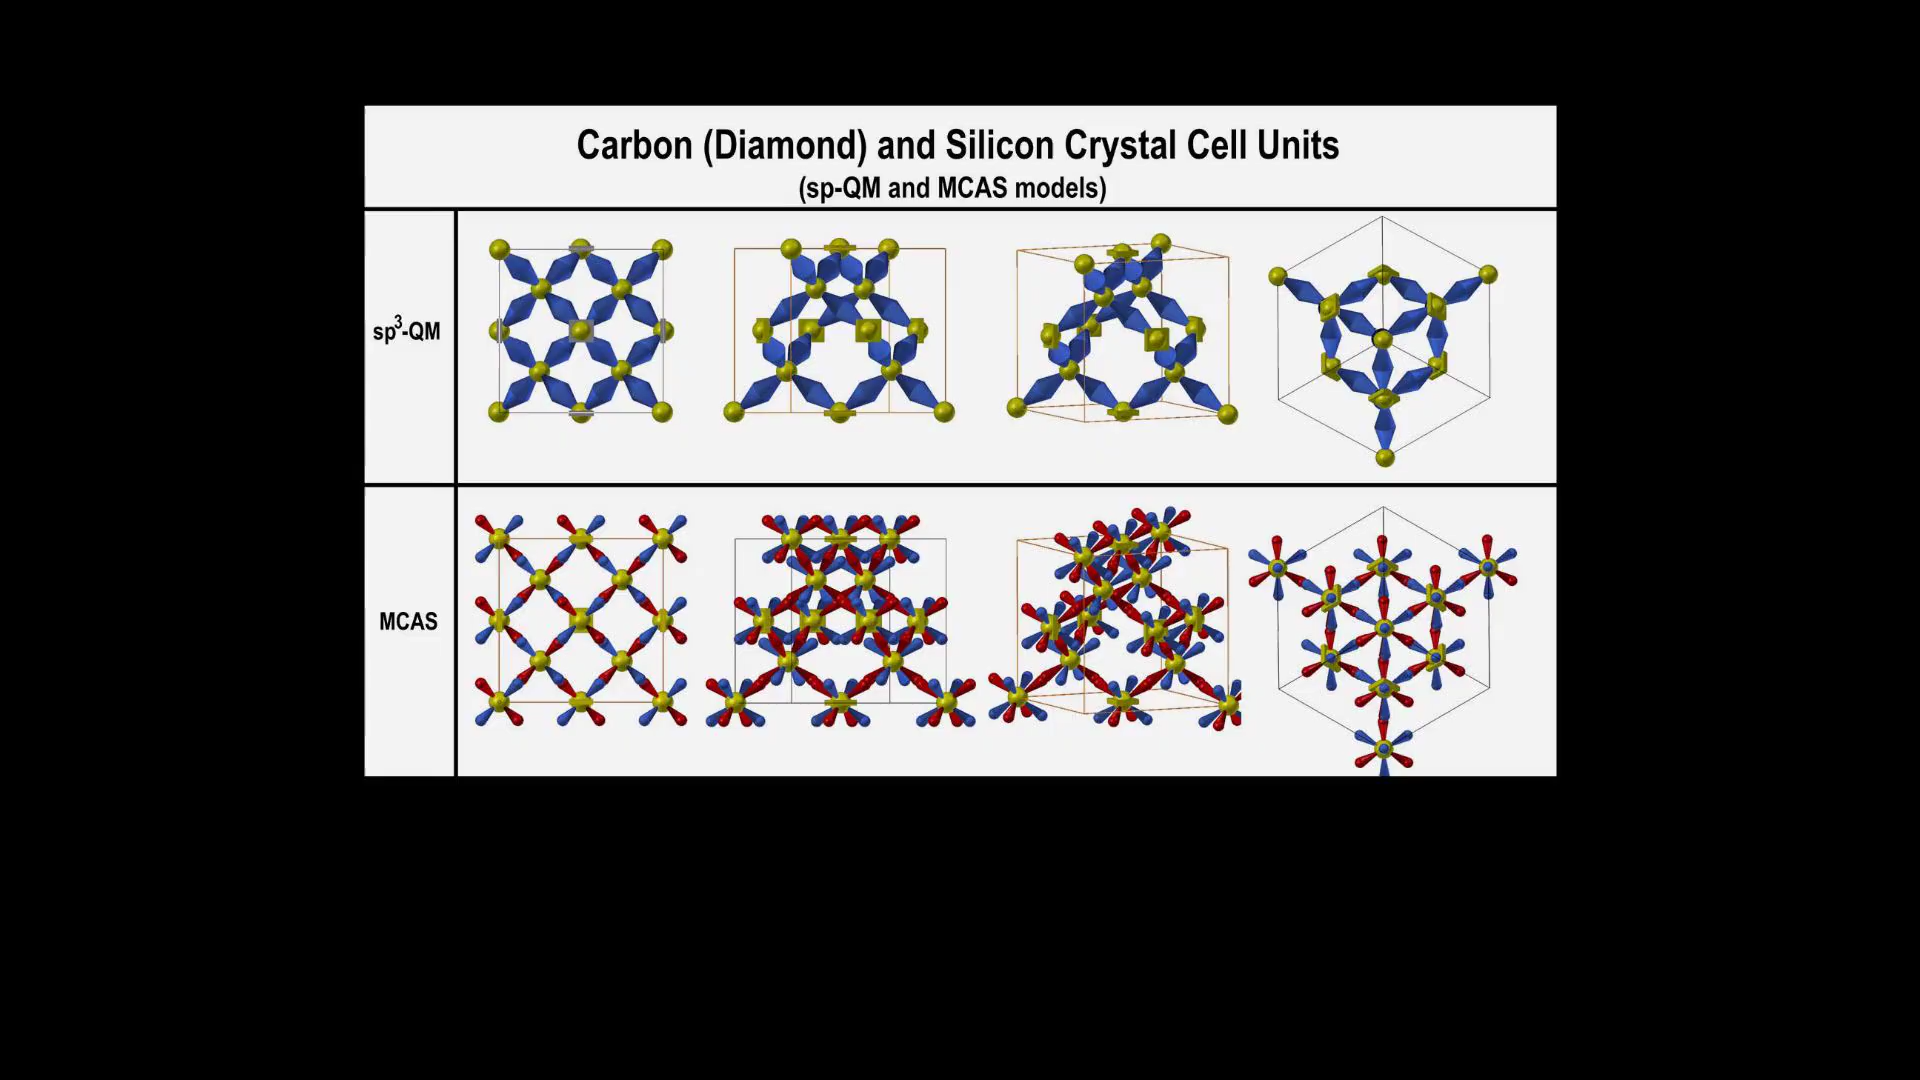 Carbon (Diamond) and Silicon Crystal Cell Units
(sp-QM and MCAS models)
sp³-QM
MCAS